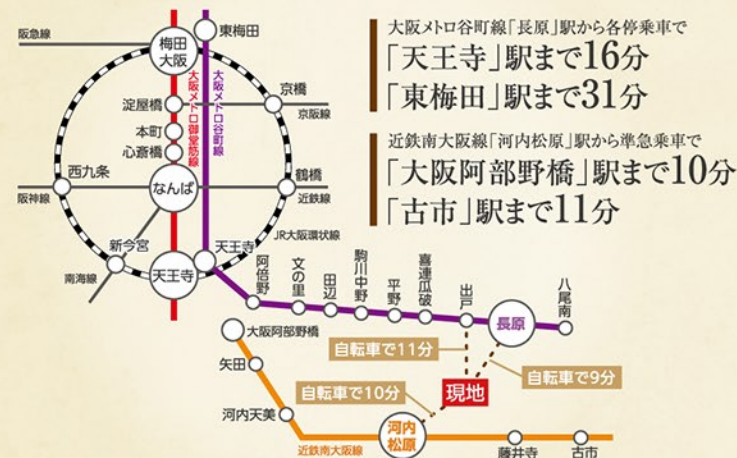 大阪メトロ谷町線「長原」駅から各停乗車で
「天王寺」駅まで16分
「東梅田」駅まで31分
近鉄南大阪線「河内松原」駅から準急乗車で
「大阪阿部野橋」駅まで10分
「古市」駅まで11分
阪急線
梅田
大阪
東梅田
大阪メトロ御堂筋線
大阪メトロ谷町線
淀屋橋
京橋
京阪線
本町
心斎橋
西九条
なんば
鶴橋
阪神線
近鉄線
JR大阪環状線
新今宮
南海線
天王寺
天王寺
阿倍野
文の里
田辺
駒川中野
平野
喜連瓜破
出戸
長原
八尾南
大阪阿部野橋
矢田
河内天美
自転車で11分
自転車で9分
自転車で10分
現地
河内
松原
近鉄南大阪線
藤井寺
古市